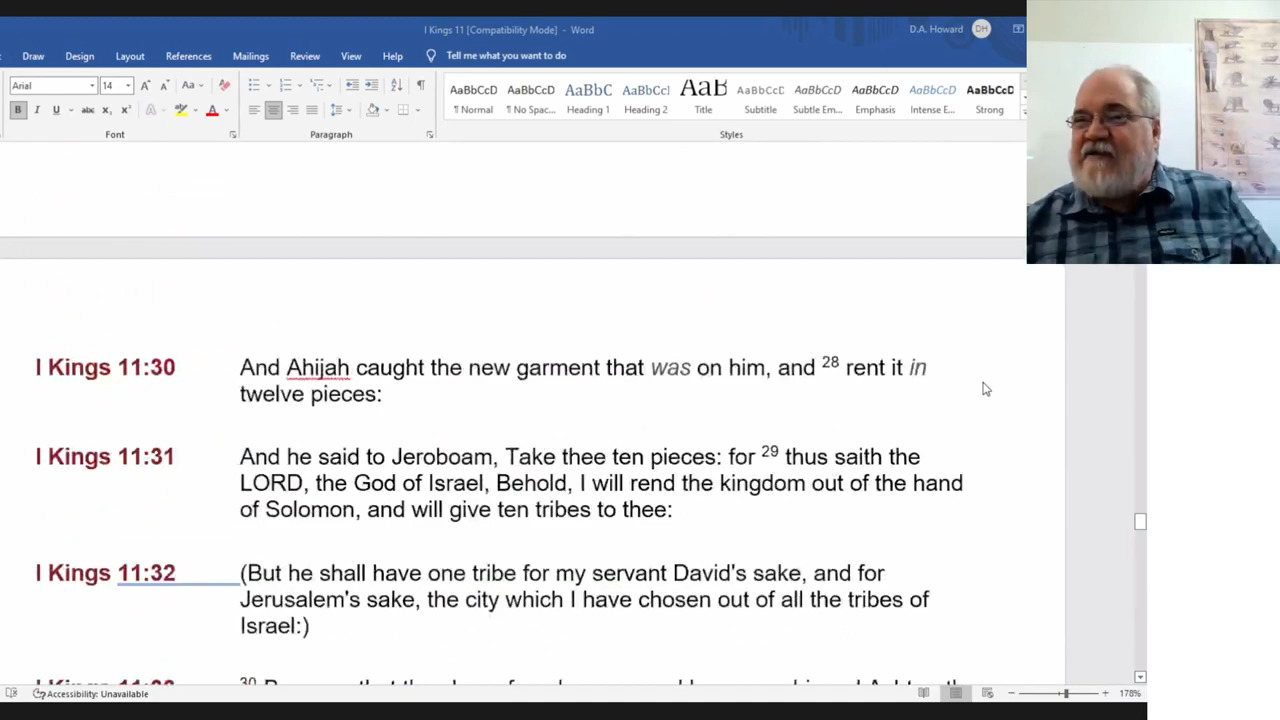 I Kings 11 [Compatibility Mode] - Word
D.A. Howard DH
Draw Design Layout References Mailings Review View Help Tell me what you want to do
Arial 14 Aa
B I U abc x₂ x² A A
Font Paragraph Styles
AaBbCcD AaBbCcD AaBbC AaBbCc AaB AaBbCcD AaBbCcD AaBbCcD AaBbCcD AaBbCcD
¶ Normal ¶ No Spac... Heading 1 Heading 2 Title Subtitle Subtle Em... Emphasis Intense E... Strong
I Kings 11:30 And Ahijah caught the new garment that was on him, and 28 rent it in
twelve pieces:
I Kings 11:31 And he said to Jeroboam, Take thee ten pieces: for 29 thus saith the
LORD, the God of Israel, Behold, I will rend the kingdom out of the hand
of Solomon, and will give ten tribes to thee:
I Kings 11:32 (But he shall have one tribe for my servant David's sake, and for
Jerusalem's sake, the city which I have chosen out of all the tribes of
Israel:)
Accessibility: Unavailable 178%